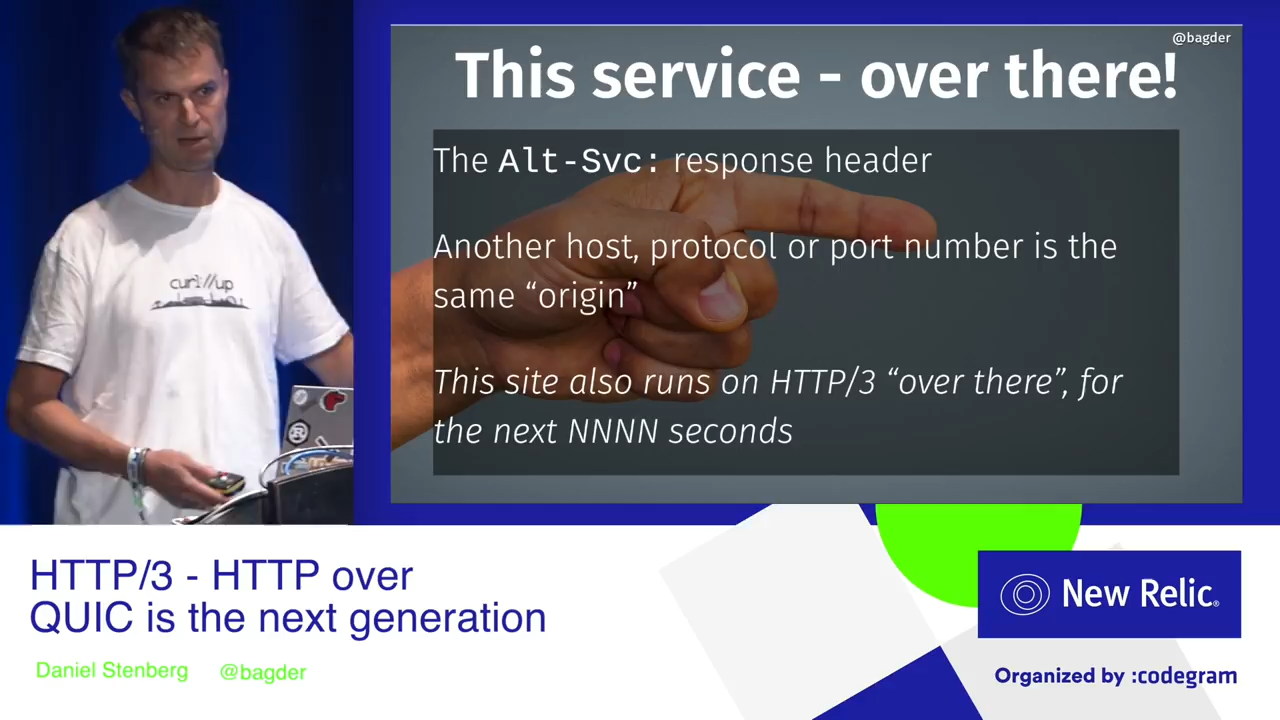 @bagder
This service - over there!
The Alt-Svc: response header
Another host, protocol or port number is the
same “origin”
This site also runs on HTTP/3 “over there”, for
the next NNNN seconds
curl://up
HTTP/3 - HTTP over
QUIC is the next generation
Daniel Stenberg @bagder
New Relic®
Organized by :codegram